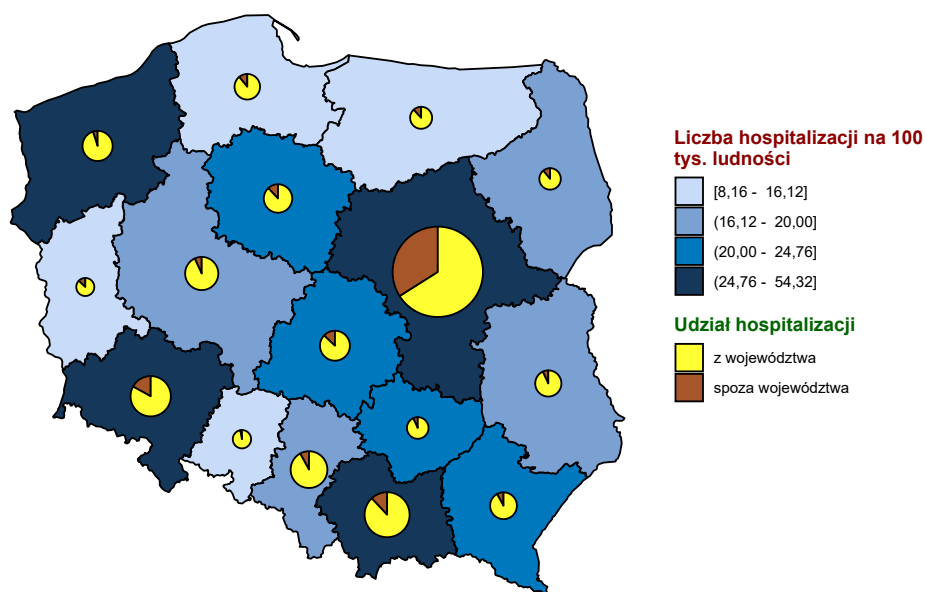 Liczba hospitalizacji na 100
tys. ludności
[8,16 - 16,12]
(16,12 - 20,00]
(20,00 - 24,76]
(24,76 - 54,32]
Udział hospitalizacji
z województwa
spoza województwa